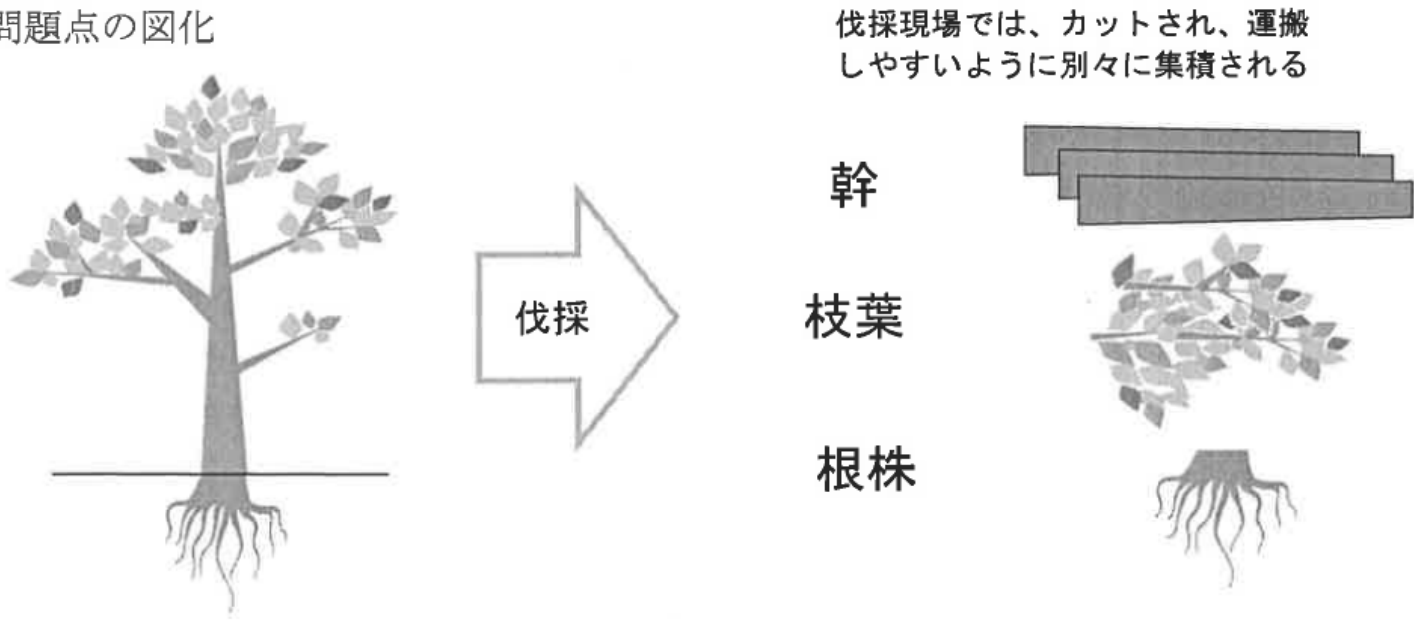 問題点の図化
伐採現場では、カットされ、運搬
しやすいように別々に集積される
幹
伐採
枝葉
根株